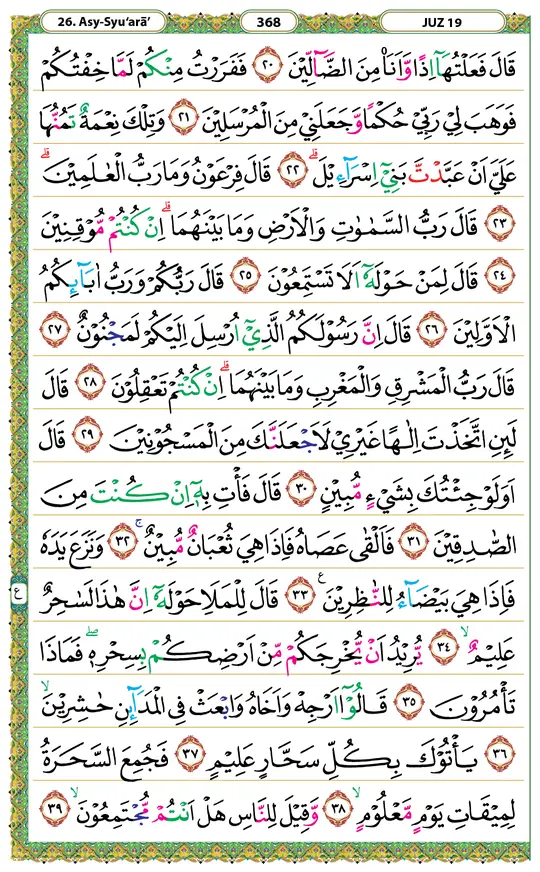 26. Asy-Syu‘arā’ 368 JUZ 19
قَالَ فَعَلْتُهَآ اِذًا وَّاَنَا۠ مِنَ الضَّاۤلِّيْنَ ٢٠ فَفَرَرْتُ مِنْكُمْ لَمَّا خِفْتُكُمْ
فَوَهَبَ لِيْ رَبِّيْ حُكْمًا وَّجَعَلَنِيْ مِنَ الْمُرْسَلِيْنَ ٢١ وَتِلْكَ نِعْمَةٌ تَمُنُّهَا
عَلَيَّ اَنْ عَبَّدْتَّ بَنِيْٓ اِسْرَاۤءِيْلَ ۗ ٢٢ قَالَ فِرْعَوْنُ وَمَا رَبُّ الْعٰلَمِيْنَ ۗ
٢٣ قَالَ رَبُّ السَّمٰوٰتِ وَالْاَرْضِ وَمَا بَيْنَهُمَا ۗاِنْ كُنْتُمْ مُّوْقِنِيْنَ
٢٤ قَالَ لِمَنْ حَوْلَهٗٓ اَلَا تَسْتَمِعُوْنَ ٢٥ قَالَ رَبُّكُمْ وَرَبُّ اٰبَاۤىِٕكُمُ
الْاَوَّلِيْنَ ٢٦ قَالَ اِنَّ رَسُوْلَكُمُ الَّذِيْٓ اُرْسِلَ اِلَيْكُمْ لَمَجْنُوْنٌ ٢٧
قَالَ رَبُّ الْمَشْرِقِ وَالْمَغْرِبِ وَمَا بَيْنَهُمَا ۗاِنْ كُنْتُمْ تَعْقِلُوْنَ ٢٨ قَالَ
لَىِٕنِ اتَّخَذْتَ اِلٰهًا غَيْرِيْ لَاَجْعَلَنَّكَ مِنَ الْمَسْجُوْنِيْنَ ٢٩ قَالَ
اَوَلَوْ جِئْتُكَ بِشَيْءٍ مُّبِيْنٍ ٣٠ قَالَ فَأْتِ بِهٖٓ اِنْ كُنْتَ مِنَ
الصّٰدِقِيْنَ ٣١ فَاَلْقٰى عَصَاهُ فَاِذَا هِيَ ثُعْبَانٌ مُّبِيْنٌ ۚ ٣٢ وَنَزَعَ يَدَهٗ
فَاِذَا هِيَ بَيْضَاۤءُ لِلنّٰظِرِيْنَ ࣖ ٣٣ قَالَ لِلْمَلَاِ حَوْلَهٗٓ اِنَّ هٰذَا لَسٰحِرٌ
ع
عَلِيْمٌ ۙ ٣٤ يُّرِيْدُ اَنْ يُّخْرِجَكُمْ مِّنْ اَرْضِكُمْ بِسِحْرِهٖۖ فَمَاذَا
تَأْمُرُوْنَ ٣٥ قَالُوْٓا اَرْجِهْ وَاَخَاهُ وَابْعَثْ فِى الْمَدَاۤىِٕنِ حٰشِرِيْنَ ۙ
٣٦ يَأْتُوْكَ بِكُلِّ سَحَّارٍ عَلِيْمٍ ٣٧ فَجُمِعَ السَّحَرَةُ
لِمِيْقَاتِ يَوْمٍ مَّعْلُوْمٍ ۙ ٣٨ وَّقِيْلَ لِلنَّاسِ هَلْ اَنْتُمْ مُّجْتَمِعُوْنَ ۙ ٣٩